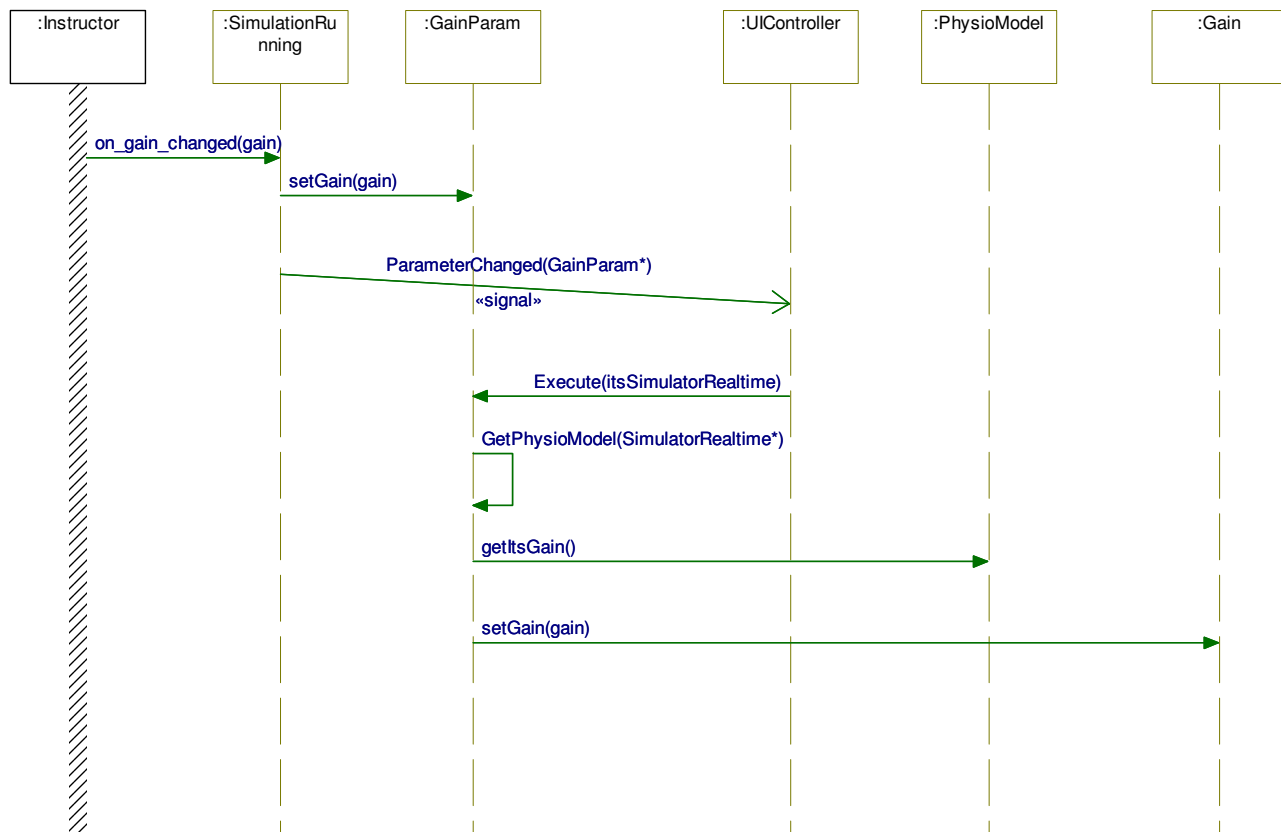 :Instructor
:SimulationRu
nning
:GainParam
:UIController
:PhysioModel
:Gain
on_gain_changed(gain)
setGain(gain)
ParameterChanged(GainParam*)
«signal»
Execute(itsSimulatorRealtime)
GetPhysioModel(SimulatorRealtime*)
getItsGain()
setGain(gain)